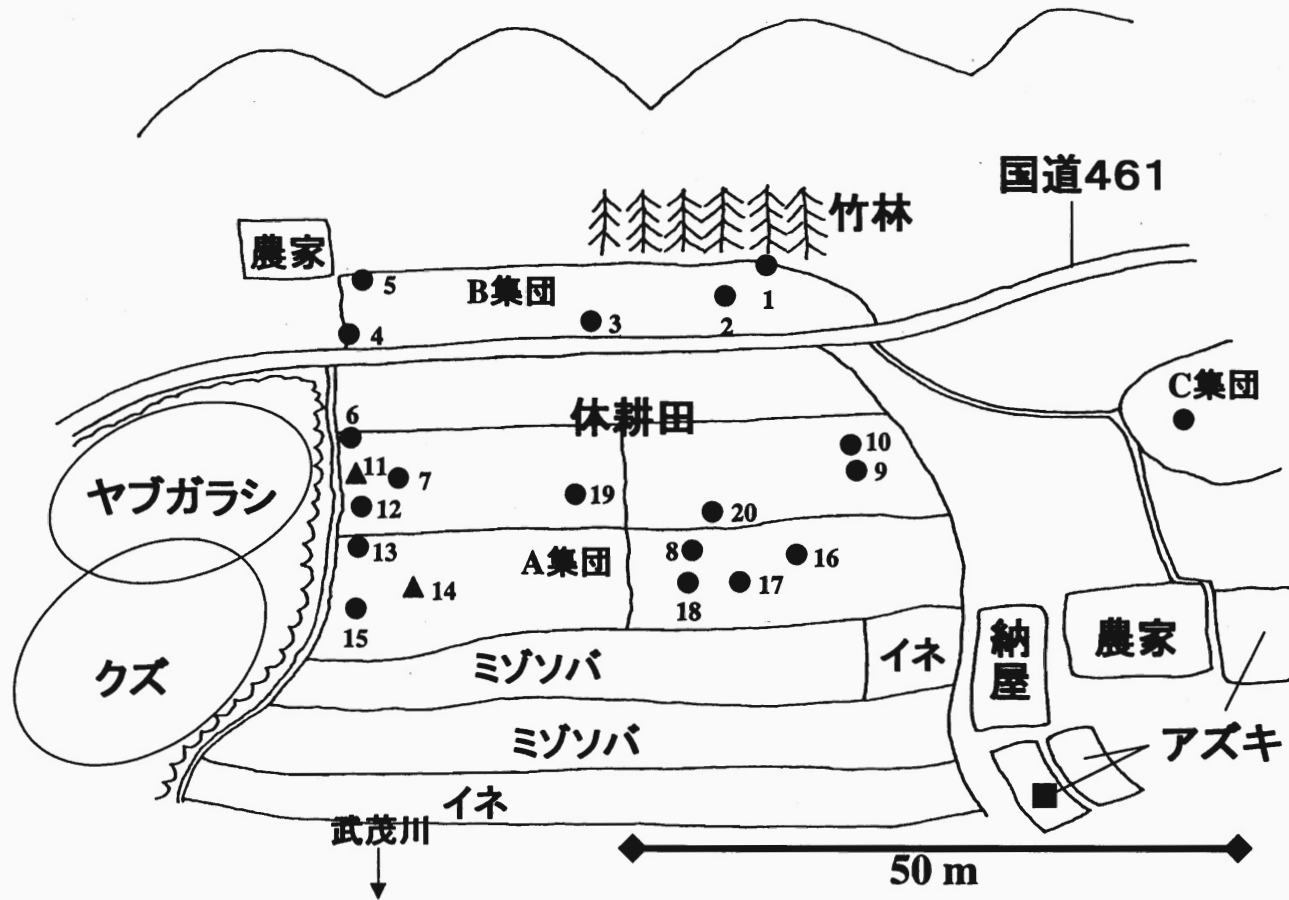 国道461
竹林
農家
5
B集団
1
2
3
4
C集団
6
休耕田
10
9
11
7
ヤブガラシ
19
12
20
13
8
16
A集団
14
17
18
15
納屋
農家
イネ
ミゾソバ
クズ
ミゾソバ
アズキ
イネ
武茂川
50 m